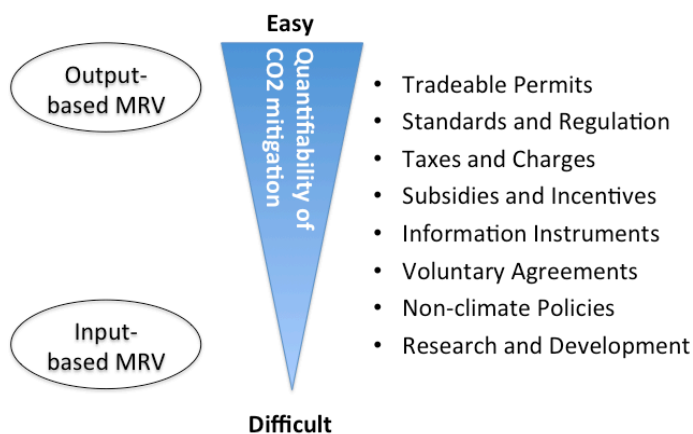 Easy
Output-
based MRV
Quantifiability of
CO2 mitigation
• Tradeable Permits
• Standards and Regulation
• Taxes and Charges
• Subsidies and Incentives
• Information Instruments
• Voluntary Agreements
• Non-climate Policies
• Research and Development
Input-
based MRV
Difficult